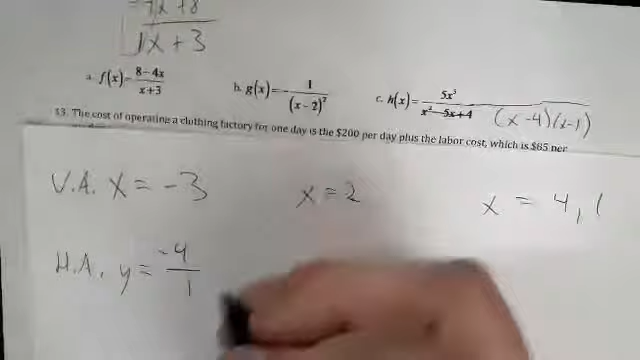 -4x + 8
1x + 3
a. f(x)= 8-4x / x+3 b. g(x)=- 1 / (x-2)² c. h(x)= 5x³ / x²-5x+4 (x-4)(x-1)
13. The cost of operating a clothing factory for one day is the $200 per day plus the labor cost, which is $85 per
V.A. x = -3 x = 2 x = 4, 1
H.A. y = -4 / 1